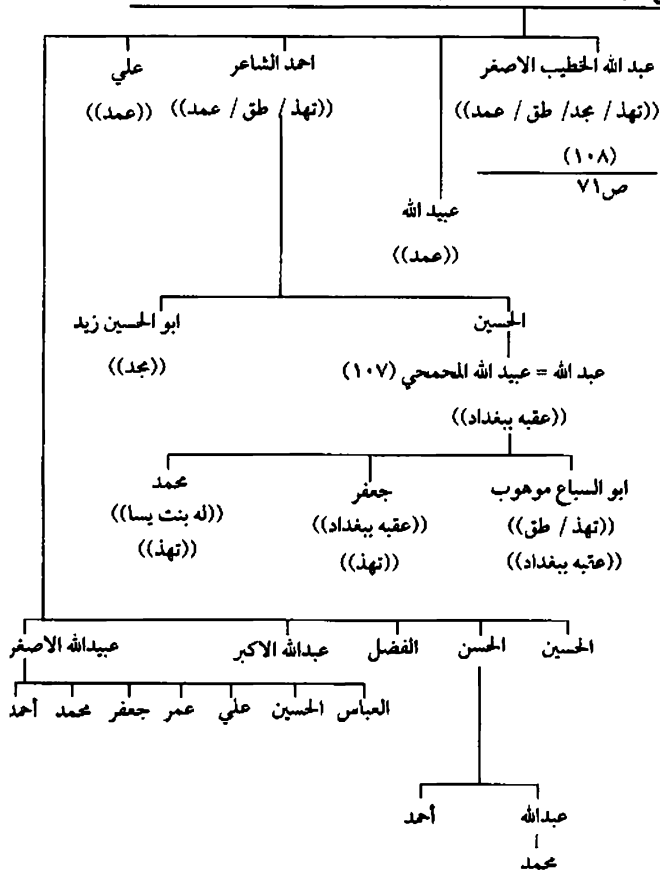 عبد الله الخطيب الاصغر
((تهذ / مجد / طق / عمد))
(١٠٨)
ص٧١
احمد الشاعر
((تهذ / طق / عمد))
علي
((عمد))
عبيد الله
((عمد))
الحسين
ابو الحسين زيد
((مجد))
عبد الله = عبيد الله المحمحي (١٠٧)
((عقبه ببغداد))
ابو السباع موهوب
((تهذ / طق))
((عقبه ببغداد))
جعفر
((عقبه ببغداد))
((تهذ))
محمد
((له بنت يسا))
((تهذ))
الحسين
الحسن
الفضل
عبدالله الاكبر
عبيدالله الاصغر
العباس
الحسين
علي
عمر
جعفر
محمد
أحمد
عبدالله
أحمد
محمد